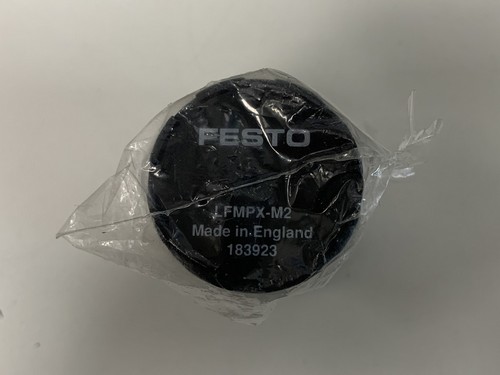 FESTO
LFMPX-M2
Made in England
183923